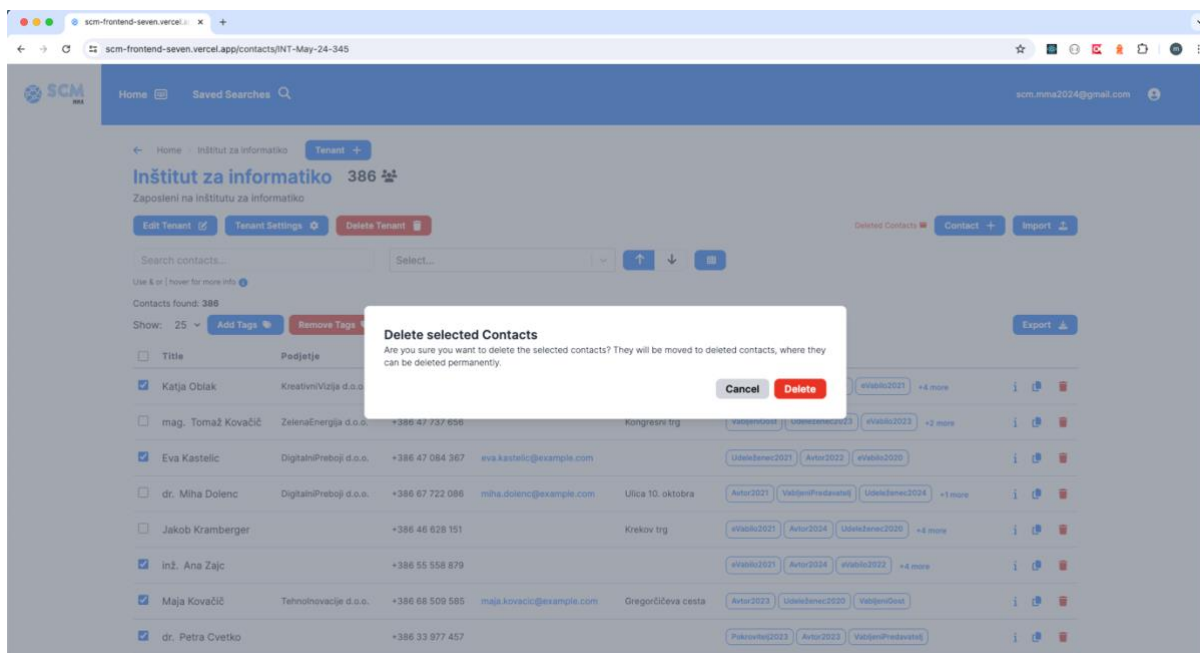 scm-frontend-seven.vercel.a
scm-frontend-seven.vercel.app/contacts/INT-May-24-345
SCM
MMA
Home Saved Searches scm.mma2024@gmail.com
Home Inštitut za informatiko Tenant +
Inštitut za informatiko 386
Zaposleni na inštitutu za informatiko
Edit Tenant Tenant Settings Delete Tenant Deleted Contacts Contact + Import
Search contacts... Select...
Use & or | hover for more info
Contacts found: 386
Show: 25 Add Tags Remove Tags Export
Delete selected Contacts
Are you sure you want to delete the selected contacts? They will be moved to deleted contacts, where they
can be deleted permanently.
Cancel Delete
Title Podjetje
Katja Oblak KreativniVizija d.o.o. eVabilo2021 +4 more
mag. Tomaž Kovačič ZelenaEnergija d.o.o. +386 47 737 656 Kongresni trg VabljeniGost Udeleženec2023 eVabilo2023 +2 more
Eva Kastelic DigitalniPreboji d.o.o. +386 47 084 367 eva.kastelic@example.com Udeleženec2021 Avtor2022 eVabilo2020
dr. Miha Dolenc DigitalniPreboji d.o.o. +386 67 722 086 miha.dolenc@example.com Ulica 10. oktobra Avtor2021 VabljeniPredavatelj Udeleženec2024 +1 more
Jakob Kramberger +386 46 628 151 Krekov trg eVabilo2021 Avtor2024 Udeleženec2020 +4 more
inž. Ana Zajc +386 55 558 879 eVabilo2021 Avtor2024 eVabilo2022 +4 more
Maja Kovačič TehnoInovacije d.o.o. +386 68 509 585 maja.kovacic@example.com Gregorčičeva cesta Avtor2023 Udeleženec2020 VabljeniGost
dr. Petra Cvetko +386 33 977 457 Pokrovitelj2023 Avtor2023 VabljeniPredavatelj